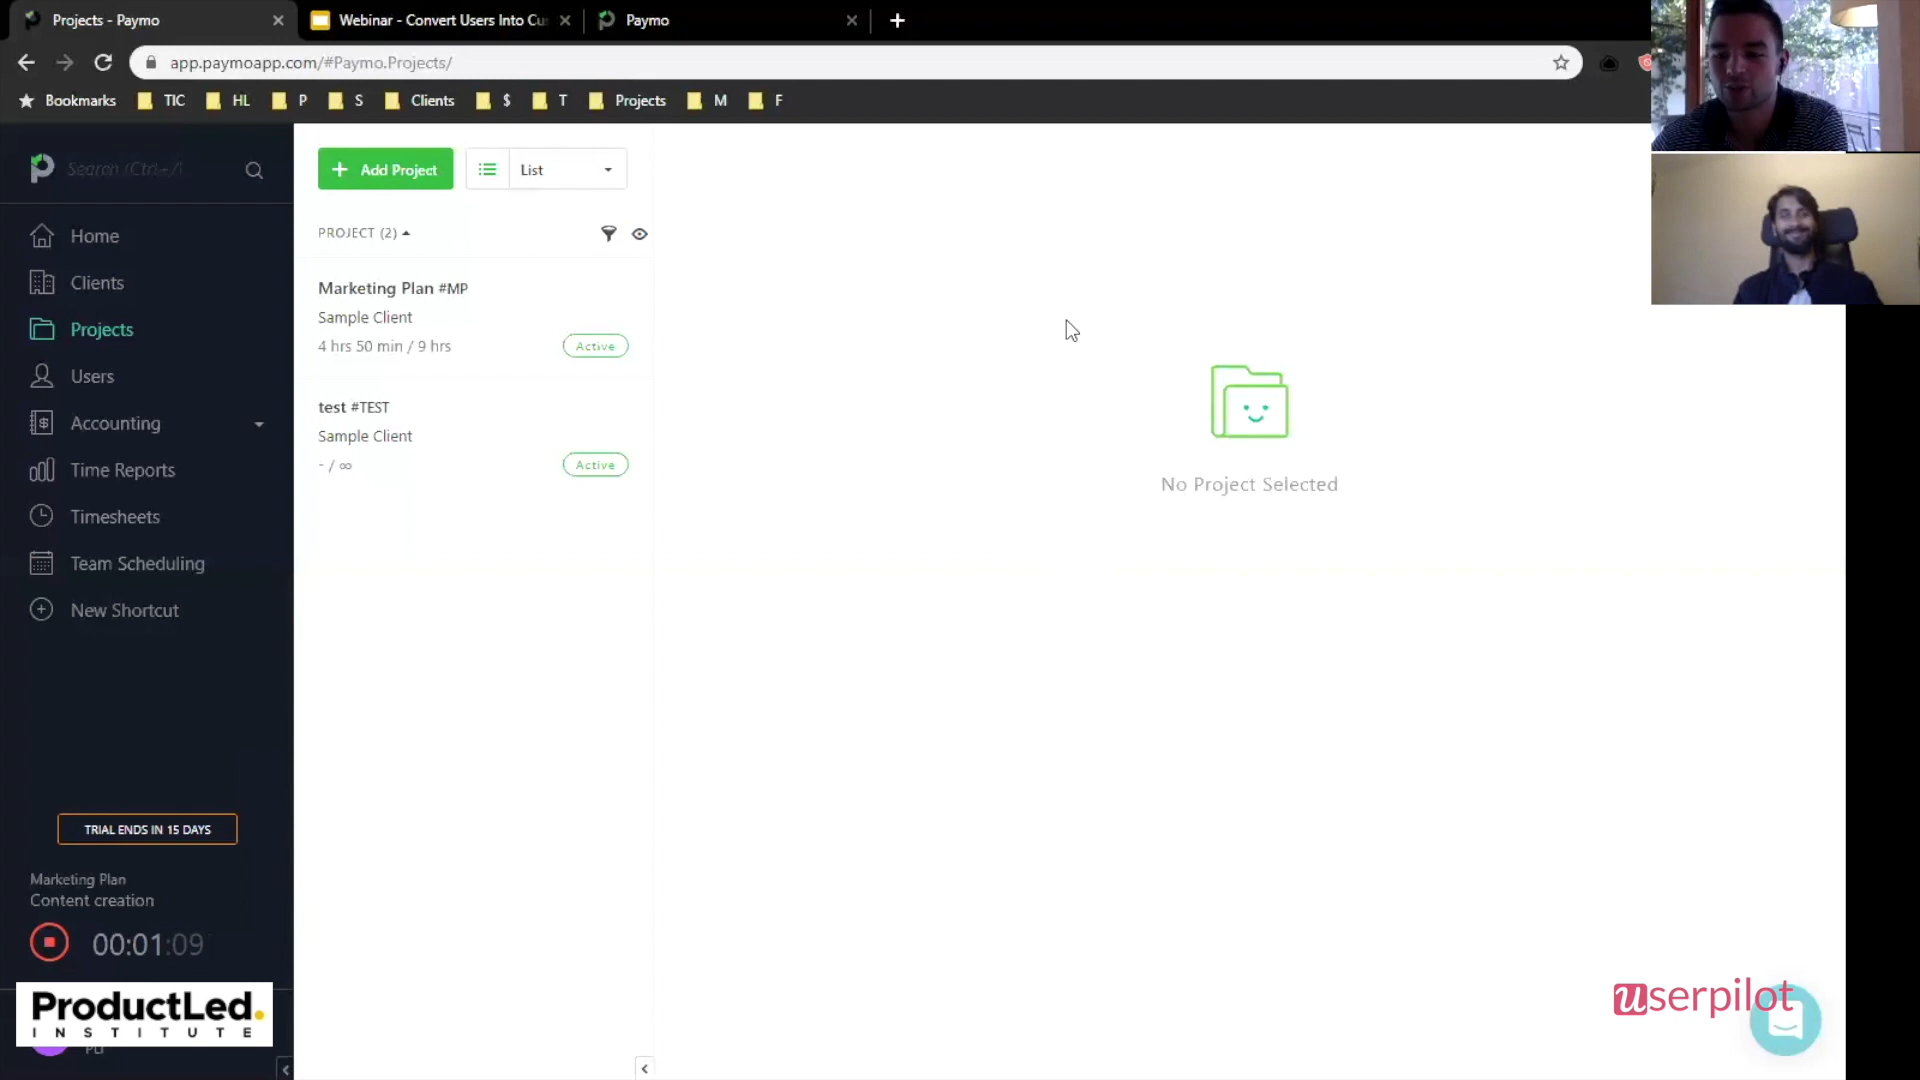 Projects - Paymo
Webinar - Convert Users Into Cu
Paymo
app.paymoapp.com/#Paymo.Projects/
Bookmarks TIC HL P S Clients $ T Projects M F
Search (Ctrl+/)
Home
Clients
Projects
Users
Accounting
Time Reports
Timesheets
Team Scheduling
New Shortcut
TRIAL ENDS IN 15 DAYS
Marketing Plan
Content creation
00:01:09
ProductLed.
INSTITUTE
PLI
Add Project
List
PROJECT (2)
Marketing Plan #MP
Sample Client
4 hrs 50 min / 9 hrs
Active
test #TEST
Sample Client
- / ∞
Active
No Project Selected
userpilot